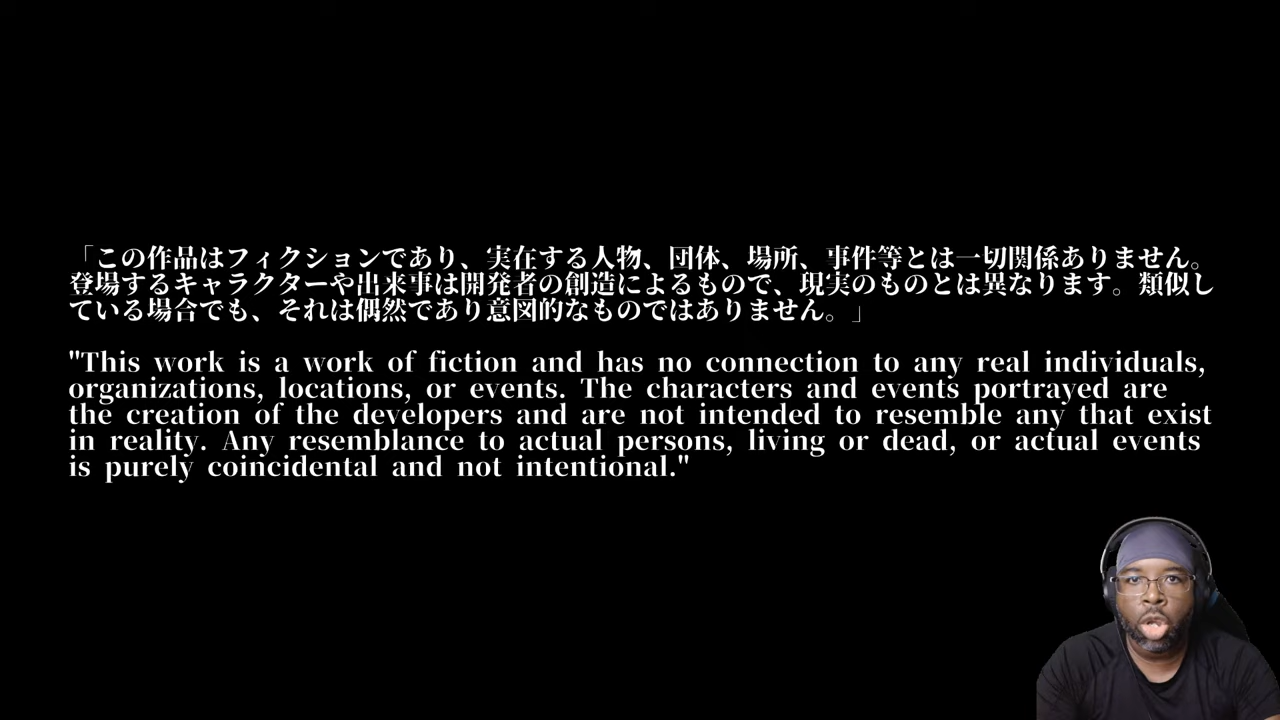 「この作品はフィクションであり、実在する人物、団体、場所、事件等とは一切関係ありません。
登場するキャラクターや出来事は開発者の創造によるもので、現実のものとは異なります。類似し
ている場合でも、それは偶然であり意図的なものではありません。」
"This work is a work of fiction and has no connection to any real individuals,
organizations, locations, or events. The characters and events portrayed are
the creation of the developers and are not intended to resemble any that exist
in reality. Any resemblance to actual persons, living or dead, or actual events
is purely coincidental and not intentional."